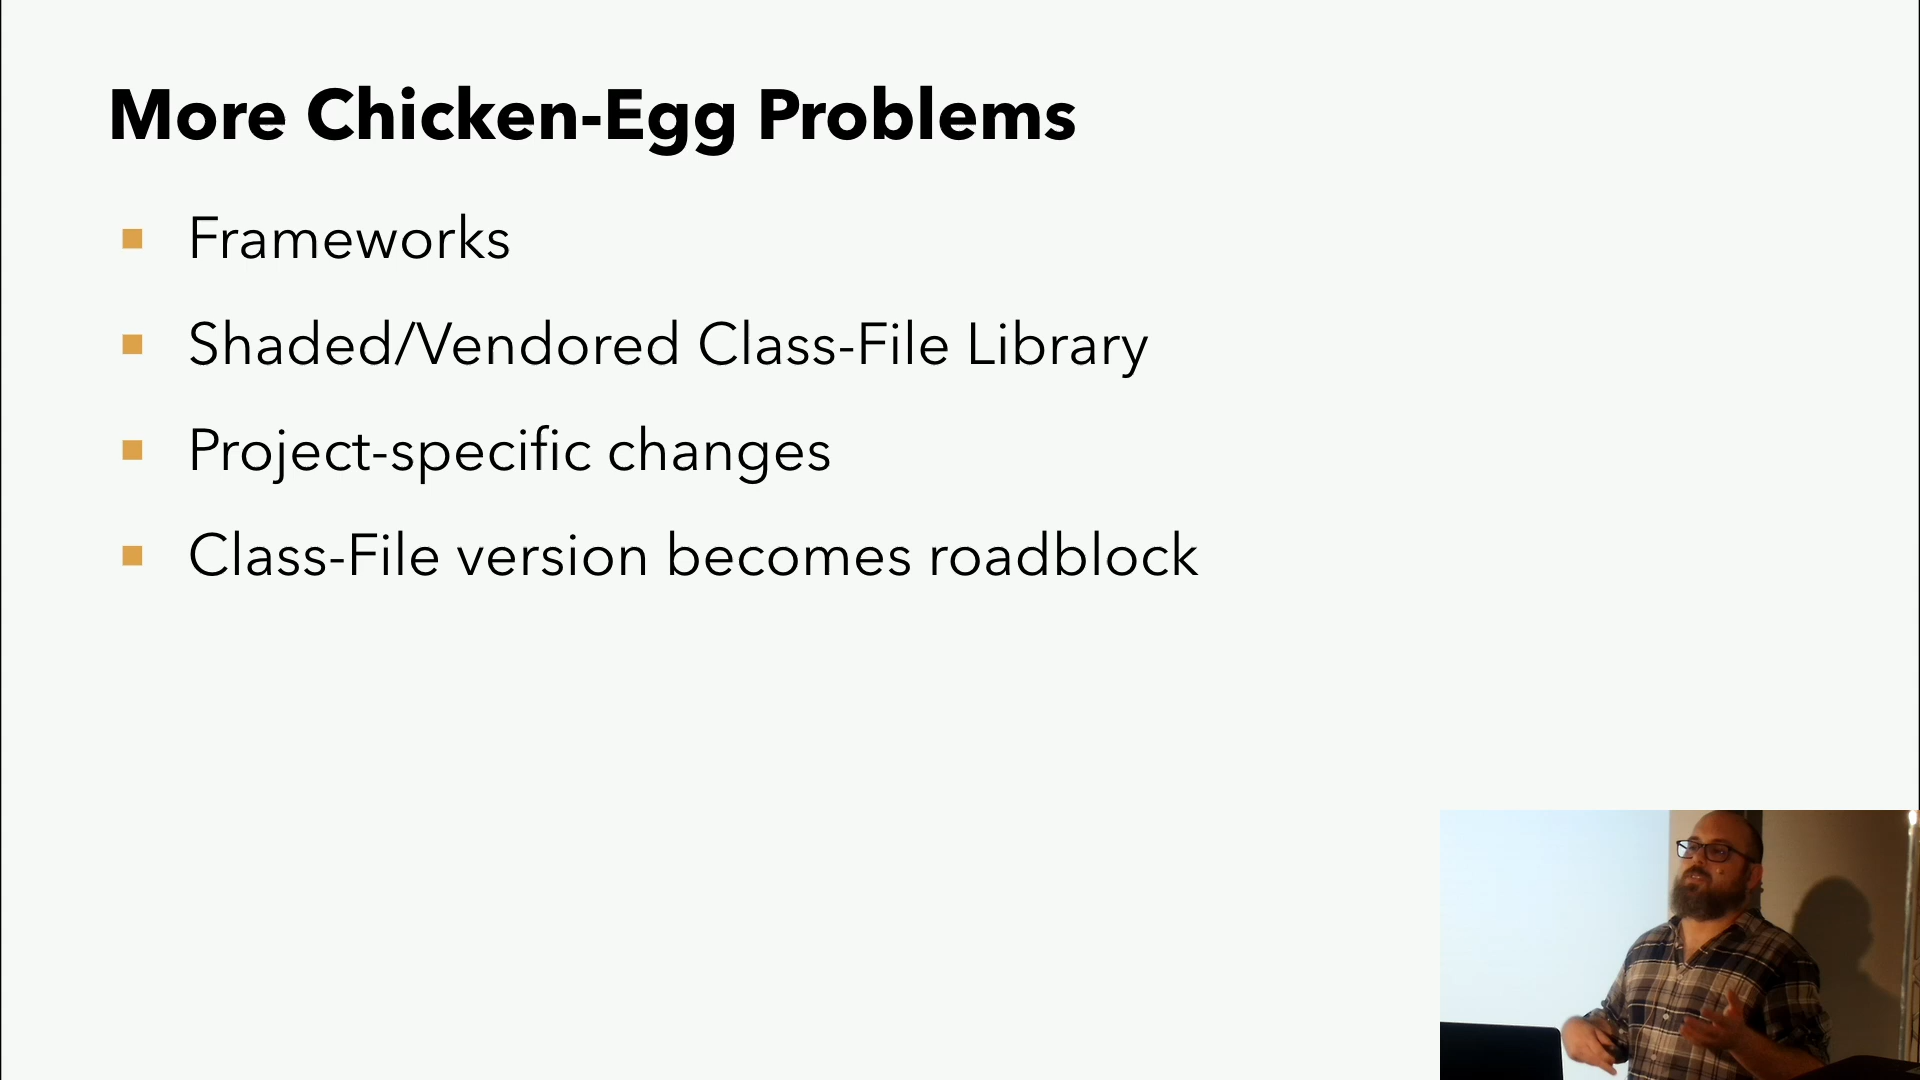 More Chicken-Egg Problems
Frameworks
Shaded/Vendored Class-File Library
Project-specific changes
Class-File version becomes roadblock